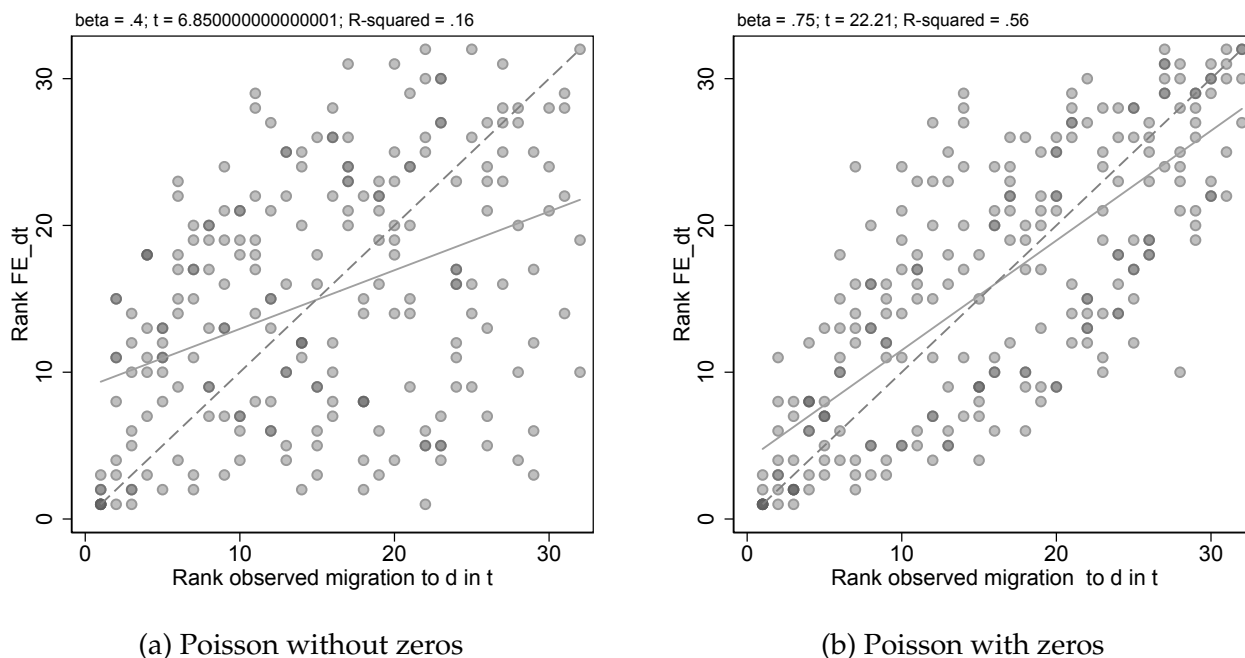 beta = .4; t = 6.850000000000001; R-squared = .16
Rank FE_dt
30
20
10
0
0 10 20 30
Rank observed migration to d in t
(a) Poisson without zeros
beta = .75; t = 22.21; R-squared = .56
Rank FE_dt
30
20
10
0
0 10 20 30
Rank observed migration to d in t
(b) Poisson with zeros